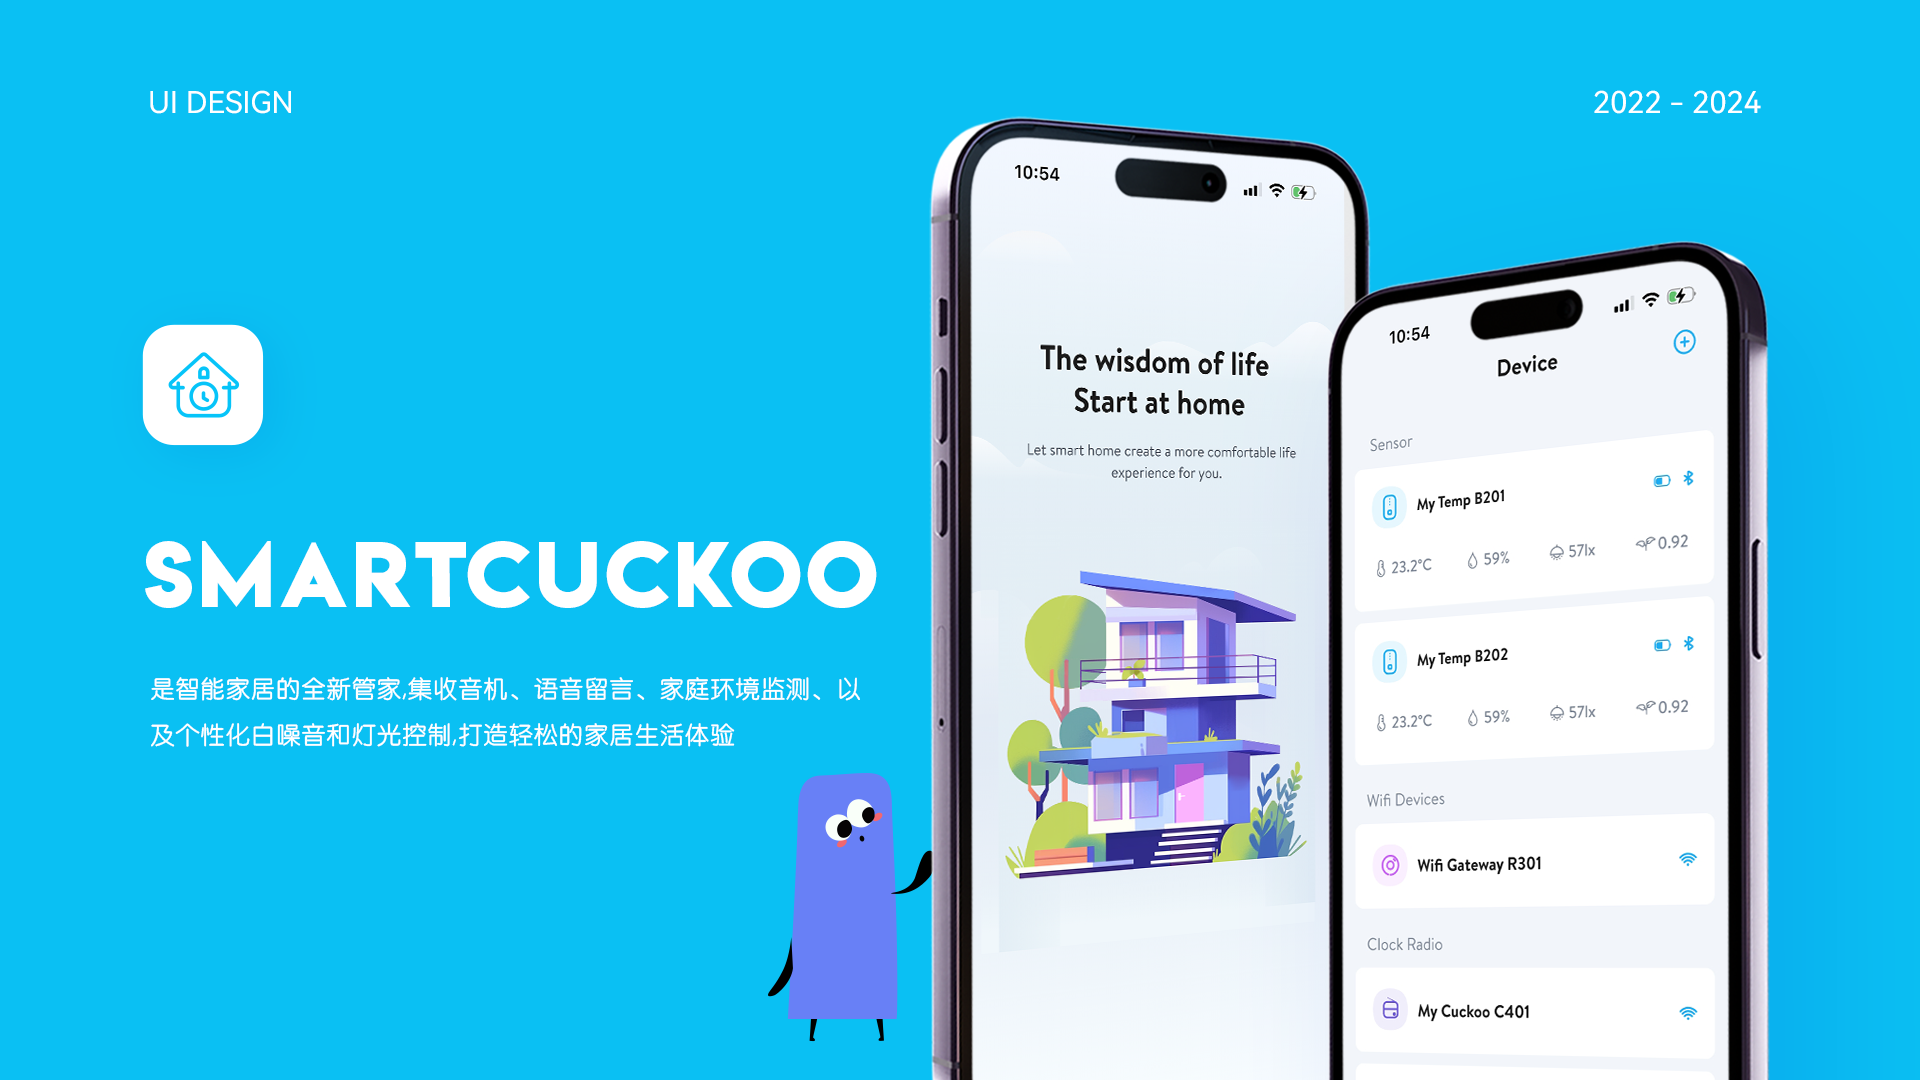 UI DESIGN
2022 - 2024
SMARTCUCKOO
是智能家居的全新管家,集收音机、语音留言、家庭环境监测、以
及个性化白噪音和灯光控制,打造轻松的家居生活体验
10:54
The wisdom of life
Start at home
Let smart home create a more comfortable life
experience for you.
10:54
Device
Sensor
My Temp B201
23.2°C 59% 57lx 0.92
My Temp B202
23.2°C 59% 57lx 0.92
Wifi Devices
Wifi Gateway R301
Clock Radio
My Cuckoo C401